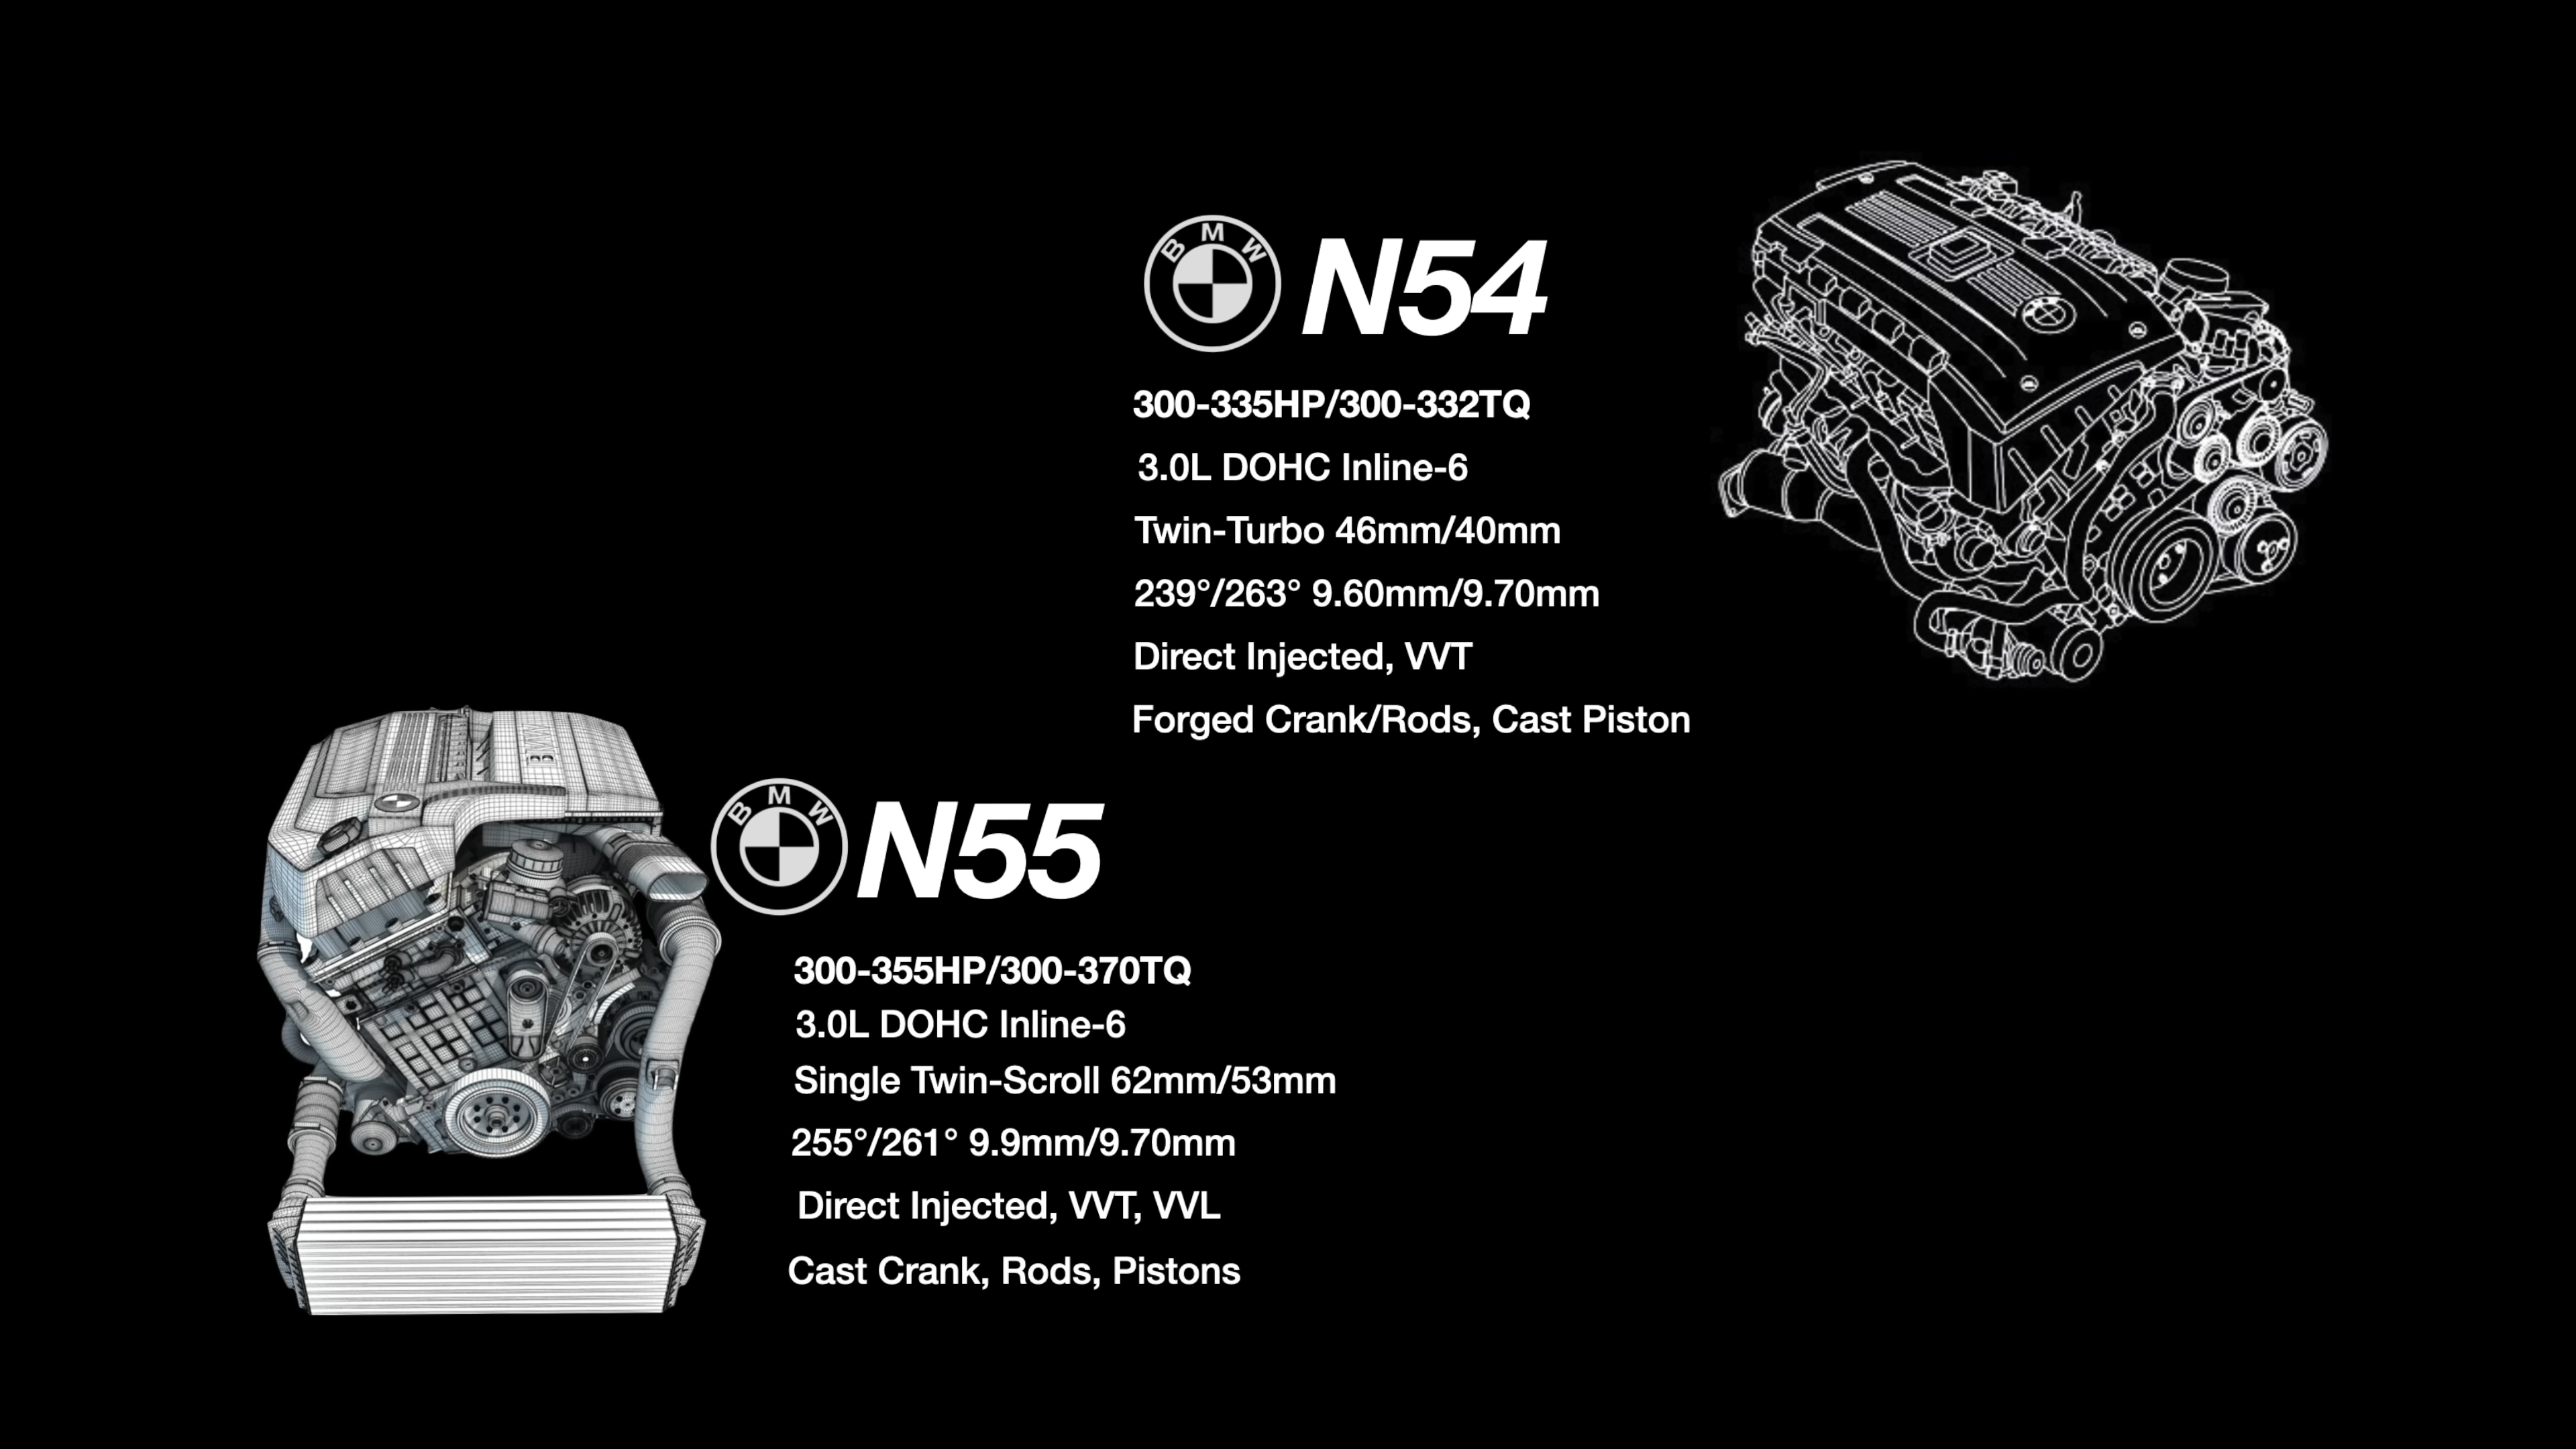 BMW N54
300-335HP/300-332TQ
3.0L DOHC Inline-6
Twin-Turbo 46mm/40mm
239°/263° 9.60mm/9.70mm
Direct Injected, VVT
Forged Crank/Rods, Cast Piston
BMW N55
300-355HP/300-370TQ
3.0L DOHC Inline-6
Single Twin-Scroll 62mm/53mm
255°/261° 9.9mm/9.70mm
Direct Injected, VVT, VVL
Cast Crank, Rods, Pistons